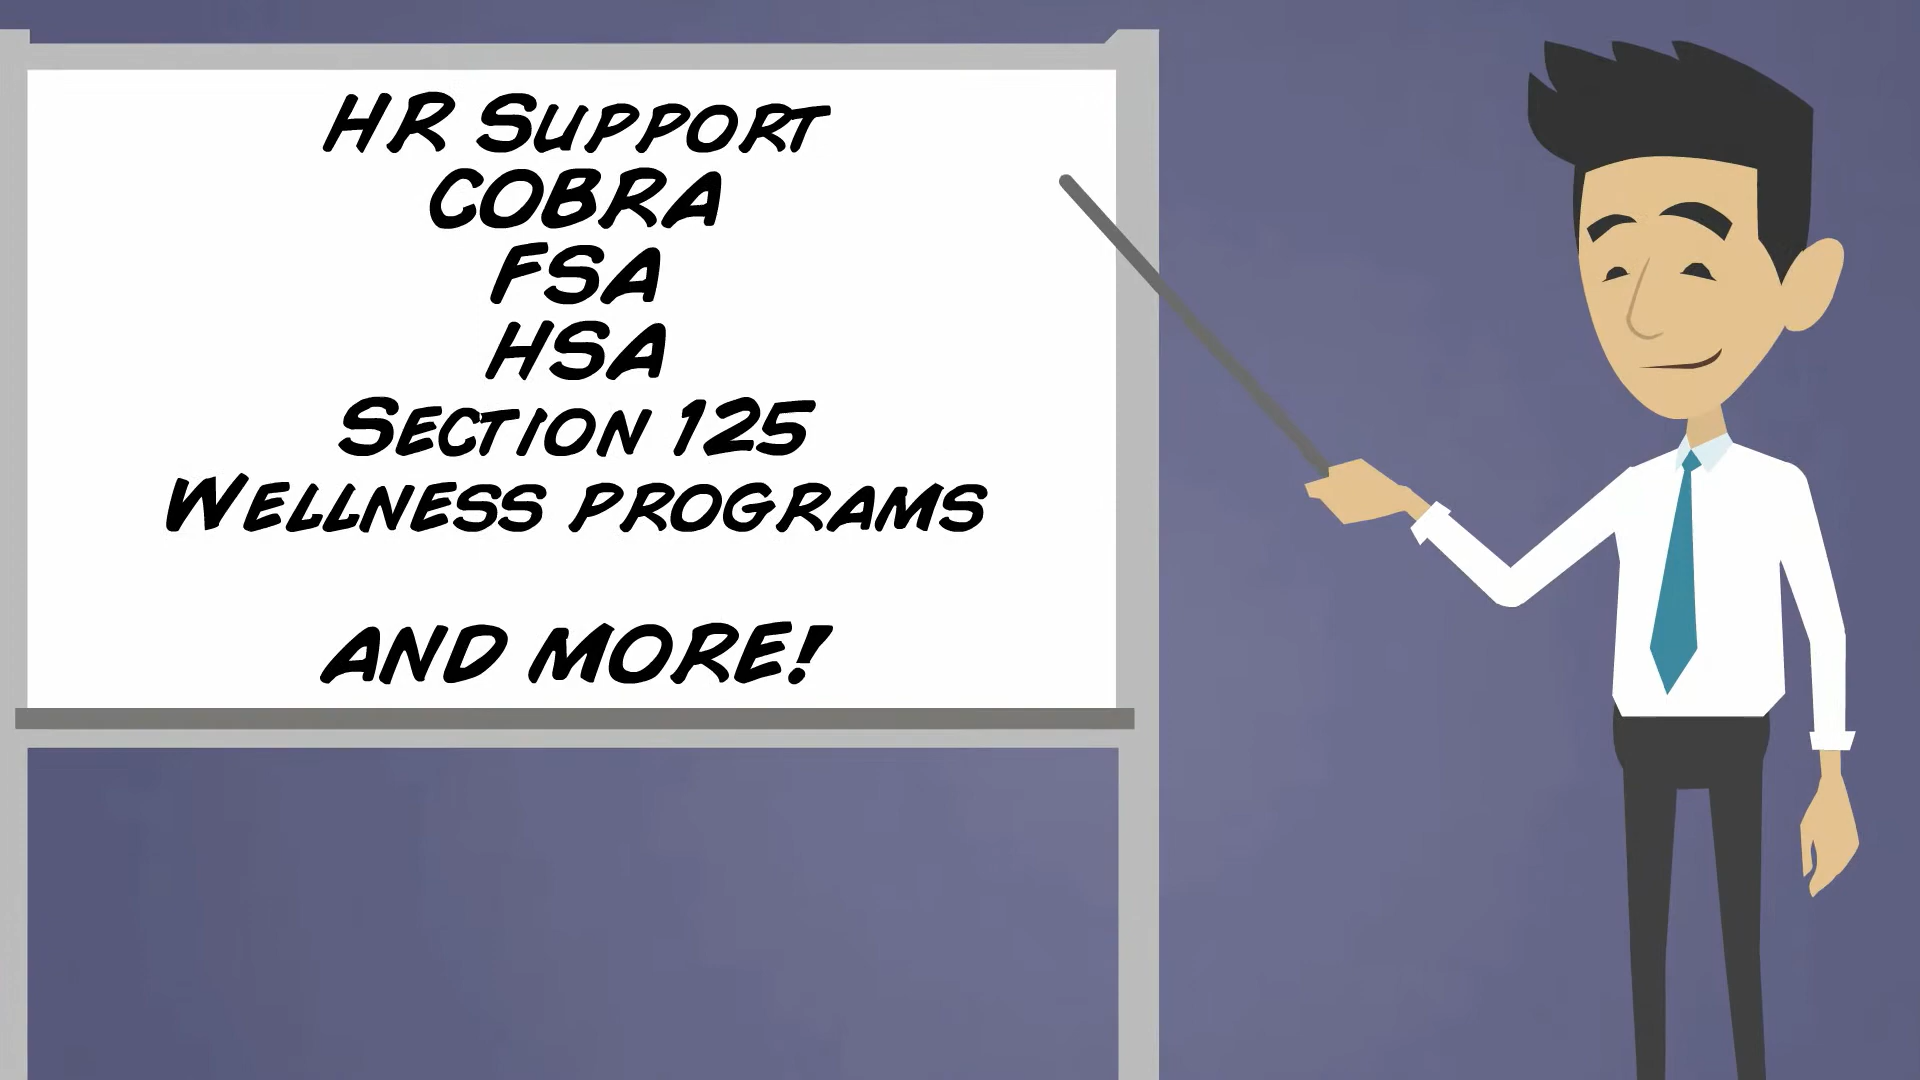 HR Support
COBRA
FSA
HSA
Section 125
Wellness programs
AND MORE!